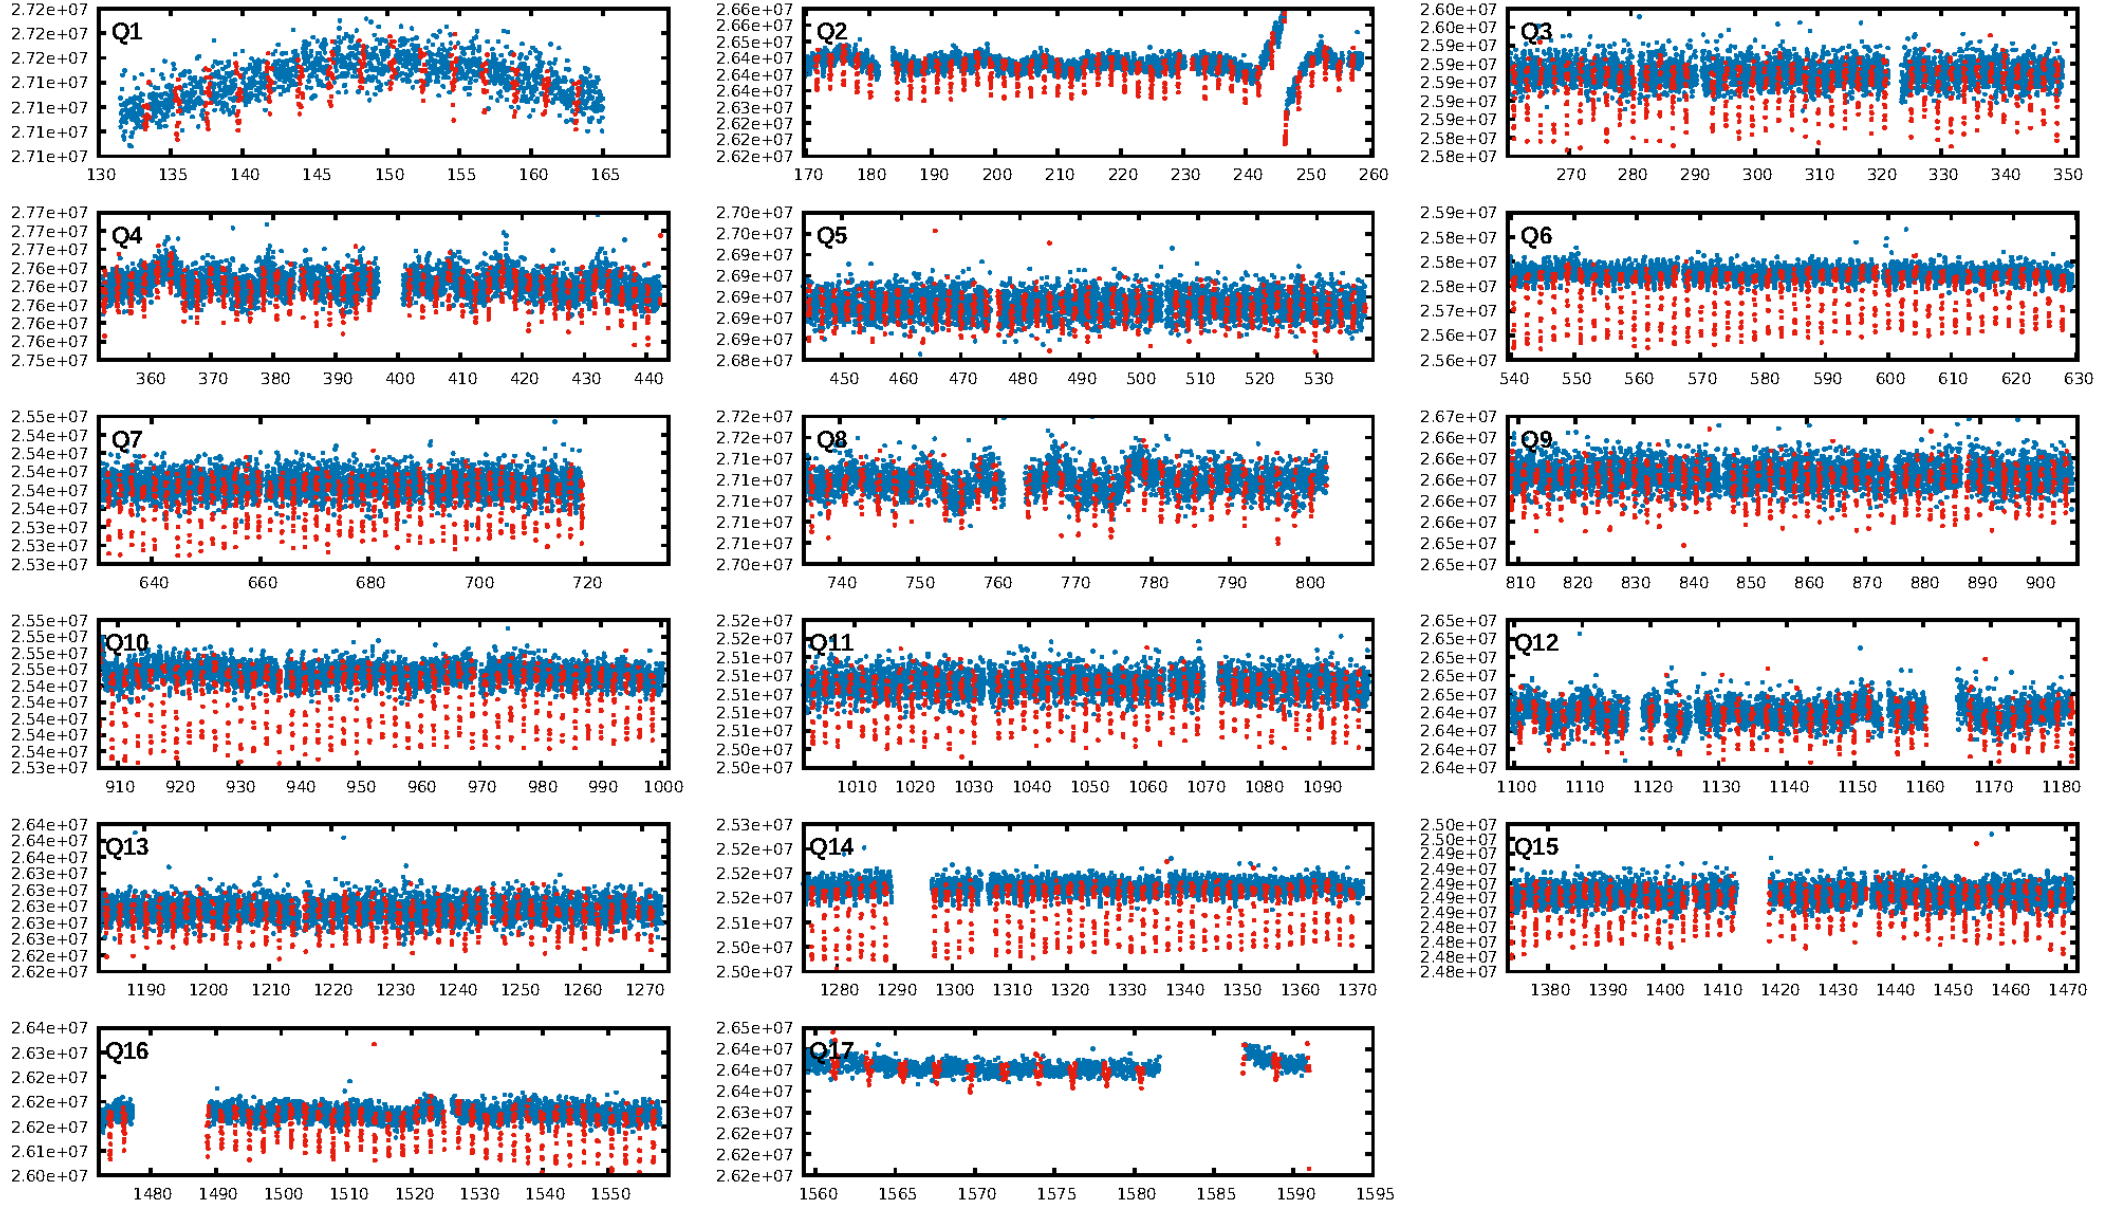 2.72e+07
2.72e+07
2.72e+07
2.71e+07
2.71e+07
2.71e+07
2.71e+07
Q1
130 135 140 145 150 155 160 165
2.66e+07
2.65e+07
2.65e+07
2.64e+07
2.64e+07
2.64e+07
2.63e+07
2.62e+07
2.62e+07
2.62e+07
Q2
170 180 190 200 210 220 230 240 250 260
2.60e+07
2.60e+07
2.59e+07
2.59e+07
2.59e+07
2.59e+07
2.59e+07
2.58e+07
2.58e+07
Q3
270 280 290 300 310 320 330 340 350
2.77e+07
2.77e+07
2.77e+07
2.76e+07
2.76e+07
2.76e+07
2.76e+07
2.76e+07
2.75e+07
Q4
360 370 380 390 400 410 420 430 440
2.70e+07
2.70e+07
2.69e+07
2.69e+07
2.69e+07
2.69e+07
2.69e+07
2.68e+07
Q5
450 460 470 480 490 500 510 520 530
2.59e+07
2.58e+07
2.58e+07
2.58e+07
2.57e+07
2.56e+07
2.56e+07
Q6
540 550 560 570 580 590 600 610 620 630
2.55e+07
2.54e+07
2.54e+07
2.54e+07
2.54e+07
2.54e+07
2.53e+07
2.53e+07
2.53e+07
Q7
640 660 680 700 720
2.72e+07
2.72e+07
2.71e+07
2.71e+07
2.71e+07
2.71e+07
2.71e+07
2.70e+07
Q8
740 750 760 770 780 790 800
2.67e+07
2.66e+07
2.66e+07
2.66e+07
2.66e+07
2.66e+07
2.65e+07
2.65e+07
Q9
810 820 830 840 850 860 870 880 890 900
2.55e+07
2.55e+07
2.55e+07
2.55e+07
2.54e+07
2.54e+07
2.54e+07
2.54e+07
2.54e+07
2.53e+07
Q10
910 920 930 940 950 960 970 980 990 1000
2.52e+07
2.52e+07
2.51e+07
2.51e+07
2.51e+07
2.51e+07
2.51e+07
2.50e+07
2.50e+07
Q11
1010 1020 1030 1040 1050 1060 1070 1080 1090
2.65e+07
2.65e+07
2.65e+07
2.65e+07
2.65e+07
2.64e+07
2.64e+07
2.64e+07
2.64e+07
Q12
1100 1110 1120 1130 1140 1150 1160 1170 1180
2.64e+07
2.64e+07
2.64e+07
2.63e+07
2.63e+07
2.63e+07
2.63e+07
2.63e+07
2.62e+07
2.62e+07
Q13
1190 1200 1210 1220 1230 1240 1250 1260 1270
2.53e+07
2.52e+07
2.52e+07
2.52e+07
2.51e+07
2.50e+07
2.50e+07
Q14
1280 1290 1300 1310 1320 1330 1340 1350 1360 1370
2.50e+07
2.50e+07
2.49e+07
2.49e+07
2.49e+07
2.49e+07
2.49e+07
2.48e+07
2.48e+07
2.48e+07
2.48e+07
Q15
1380 1390 1400 1410 1420 1430 1440 1450 1460 1470
2.64e+07
2.63e+07
2.62e+07
2.62e+07
2.62e+07
2.61e+07
2.60e+07
Q16
1480 1490 1500 1510 1520 1530 1540 1550
2.65e+07
2.64e+07
2.64e+07
2.64e+07
2.63e+07
2.62e+07
2.62e+07
2.62e+07
Q17
1560 1565 1570 1575 1580 1585 1590 1595